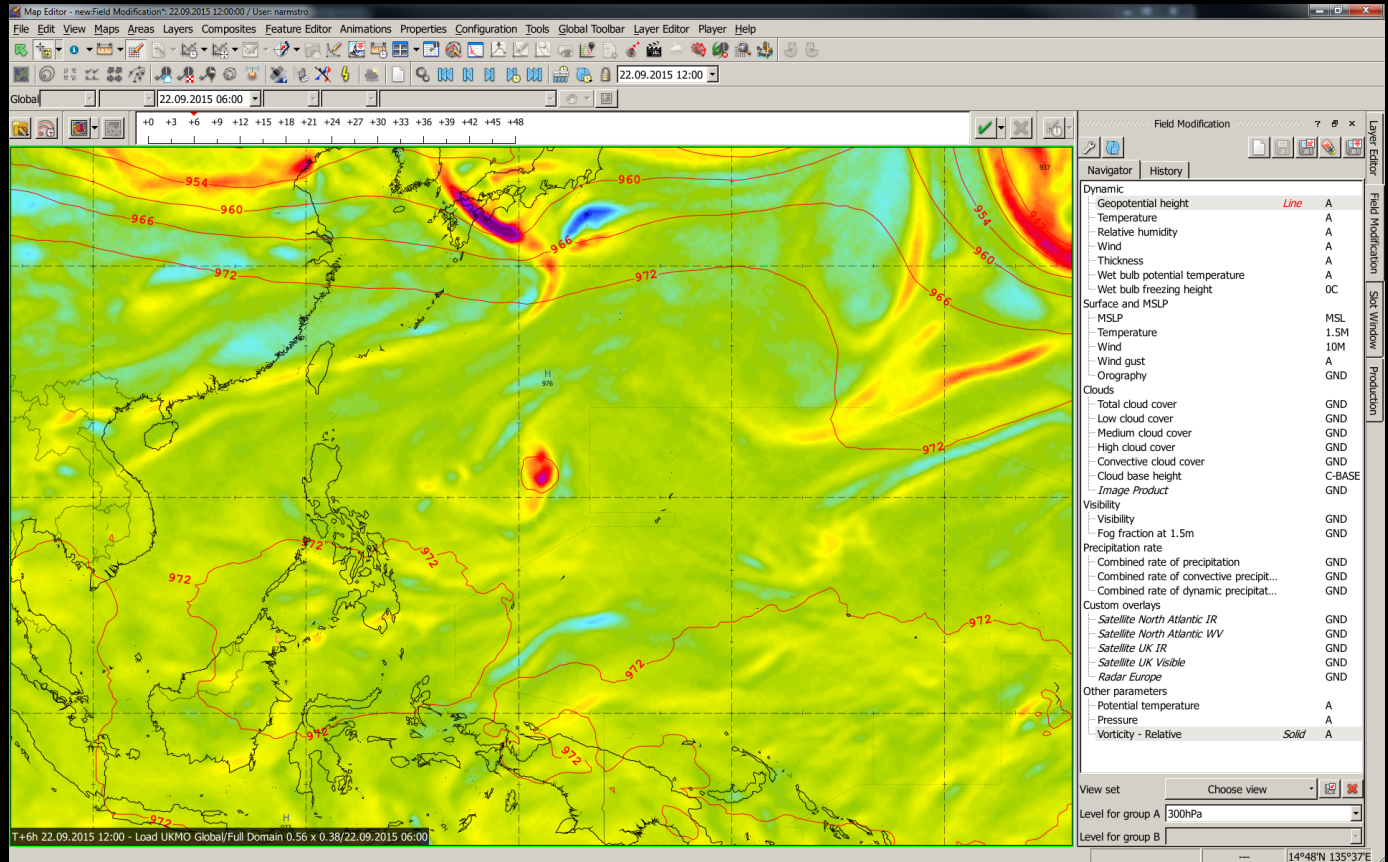 Map Editor - new:Field Modification*: 22.09.2015 12:00:00 / User: narmstro
File Edit View Maps Areas Layers Composites Feature Editor Animations Properties Configuration Tools Global Toolbar Layer Editor Player Help
22.09.2015 12:00
Global 22.09.2015 06:00
+0 +3 +6 +9 +12 +15 +18 +21 +24 +27 +30 +33 +36 +39 +42 +45 +48
954
960
966
972
960
966
972
937
954
942
960
966
H
976
972
972
972
972
972
972
972
972
972
H
T+6h 22.09.2015 12:00 - Load UKMO Global/Full Domain 0.56 x 0.38/22.09.2015 06:00
Field Modification
Navigator History
Dynamic
Geopotential height Line A
Temperature A
Relative humidity A
Wind A
Thickness A
Wet bulb potential temperature A
Wet bulb freezing height 0C
Surface and MSLP
MSLP MSL
Temperature 1.5M
Wind 10M
Wind gust A
Orography GND
Clouds
Total cloud cover GND
Low cloud cover GND
Medium cloud cover GND
High cloud cover GND
Convective cloud cover GND
Cloud base height C-BASE
Image Product GND
Visibility
Visibility GND
Fog fraction at 1.5m GND
Precipitation rate
Combined rate of precipitation GND
Combined rate of convective precipit... GND
Combined rate of dynamic precipitat... GND
Custom overlays
Satellite North Atlantic IR GND
Satellite North Atlantic WV GND
Satellite UK IR GND
Satellite UK Visible GND
Radar Europe GND
Other parameters
Potential temperature A
Pressure A
Vorticity - Relative Solid A
View set Choose view
Level for group A 300hPa
Level for group B
--- 14°48'N 135°37'E
Layer Editor
Field Modification
Slot Window
Production